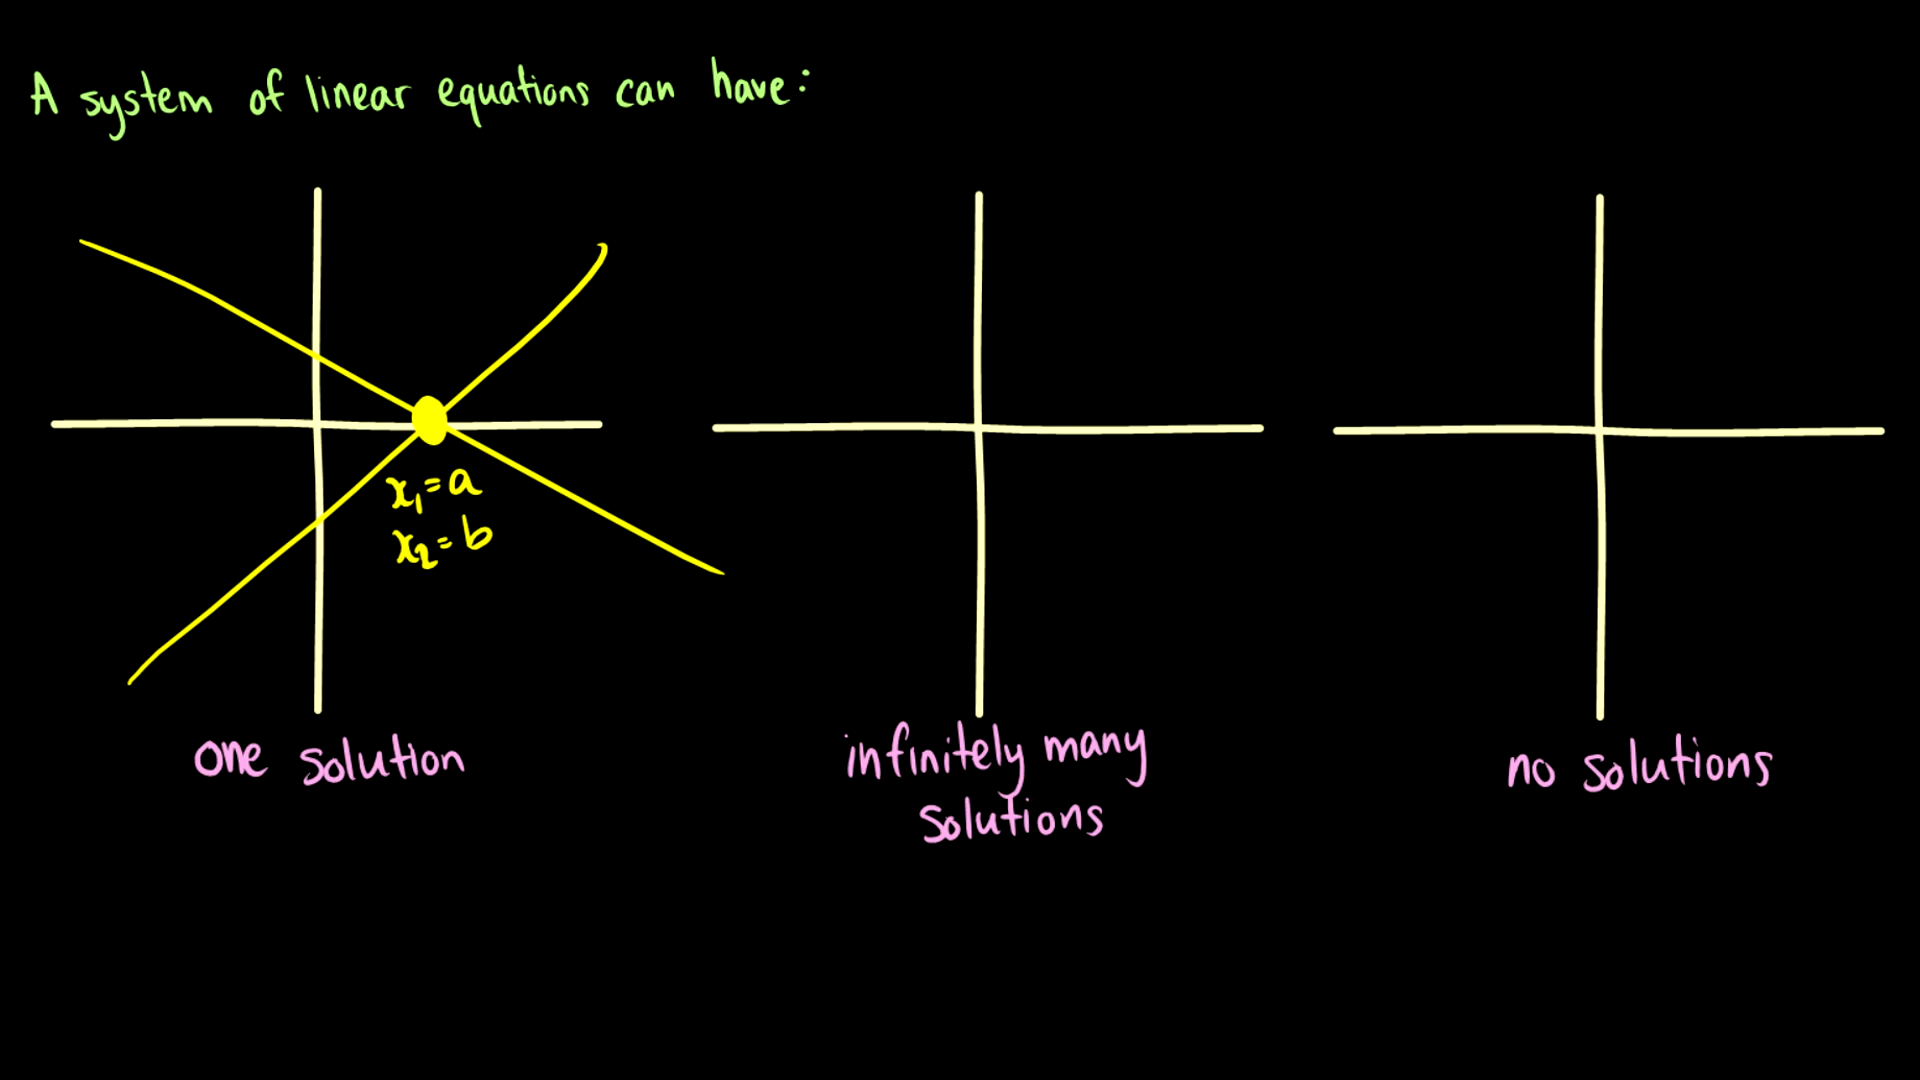 A system of linear equations can have:
x₁=a
x₂=b
one solution
infinitely many
solutions
no solutions